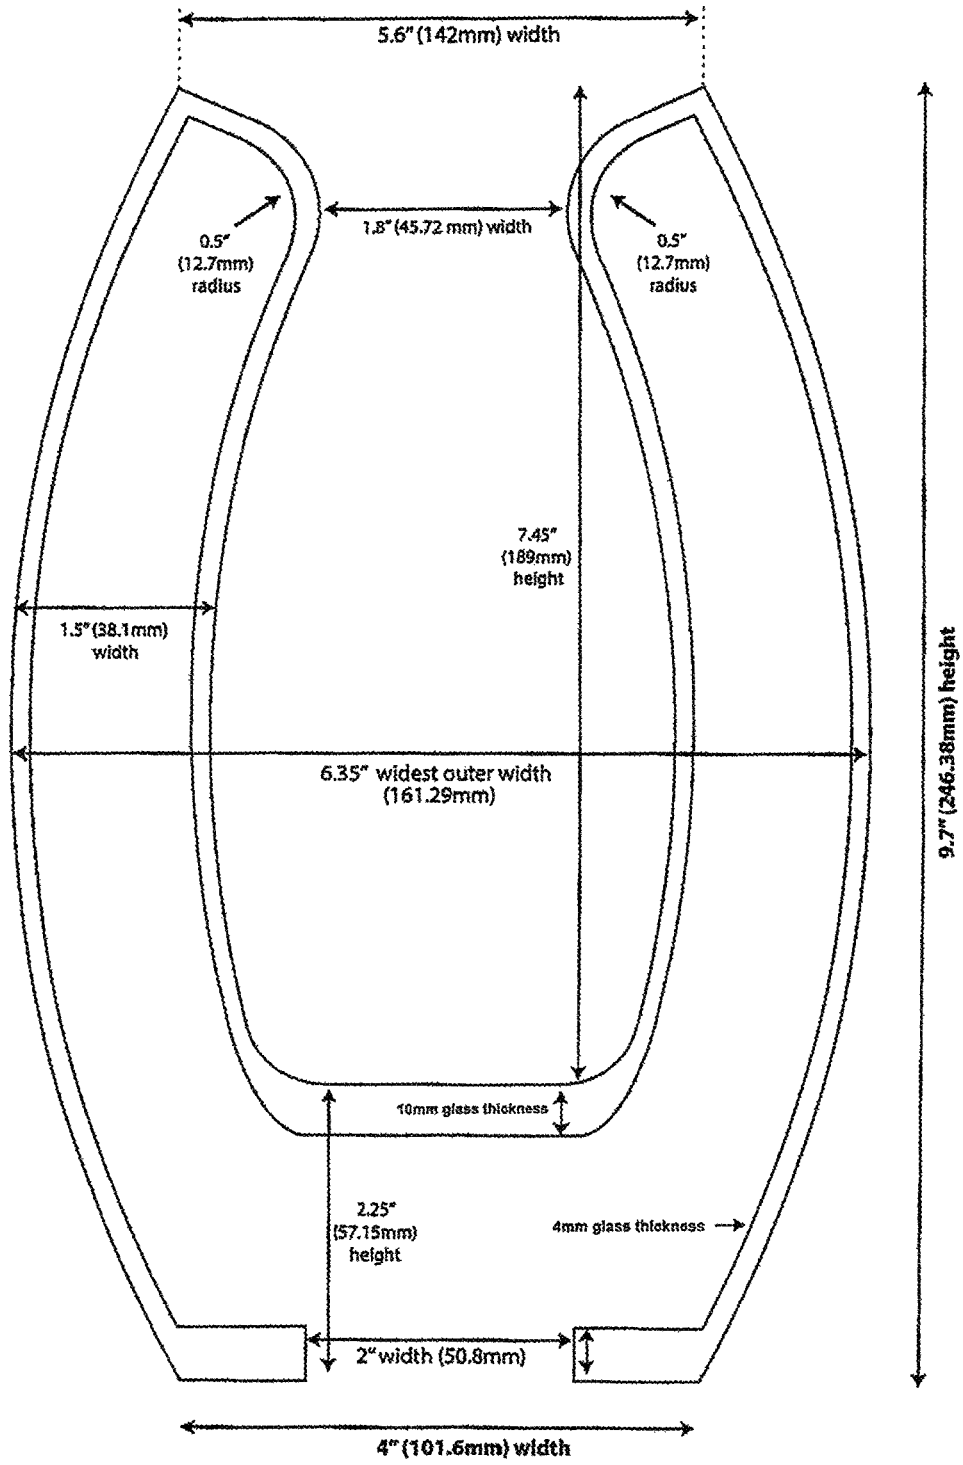 5.6" (142mm) width
1.8" (45.72 mm) width
0.5"
(12.7mm)
radius
0.5"
(12.7mm)
radius
7.45"
(189mm)
height
1.5" (38.1mm)
width
6.35" widest outer width
(161.29mm)
9.7" (246.38mm) height
10mm glass thickness
2.25"
(57.15mm)
height
4mm glass thickness
2" width (50.8mm)
4" (101.6mm) width